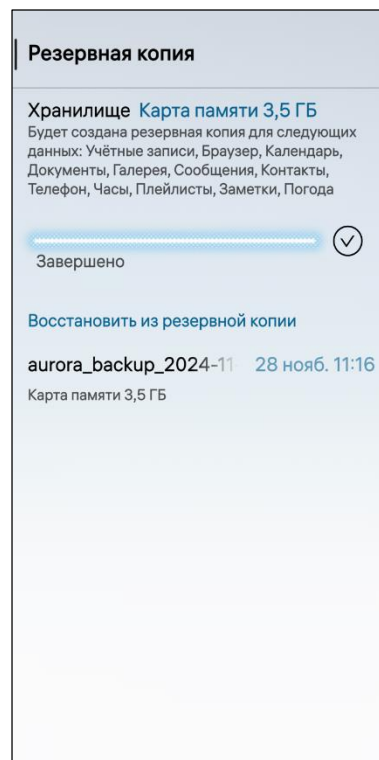 Резервная копия
Хранилище Карта памяти 3,5 ГБ
Будет создана резервная копия для следующих
данных: Учётные записи, Браузер, Календарь,
Документы, Галерея, Сообщения, Контакты,
Телефон, Часы, Плейлисты, Заметки, Погода
Завершено
Восстановить из резервной копии
aurora_backup_2024-11 28 нояб. 11:16
Карта памяти 3,5 ГБ